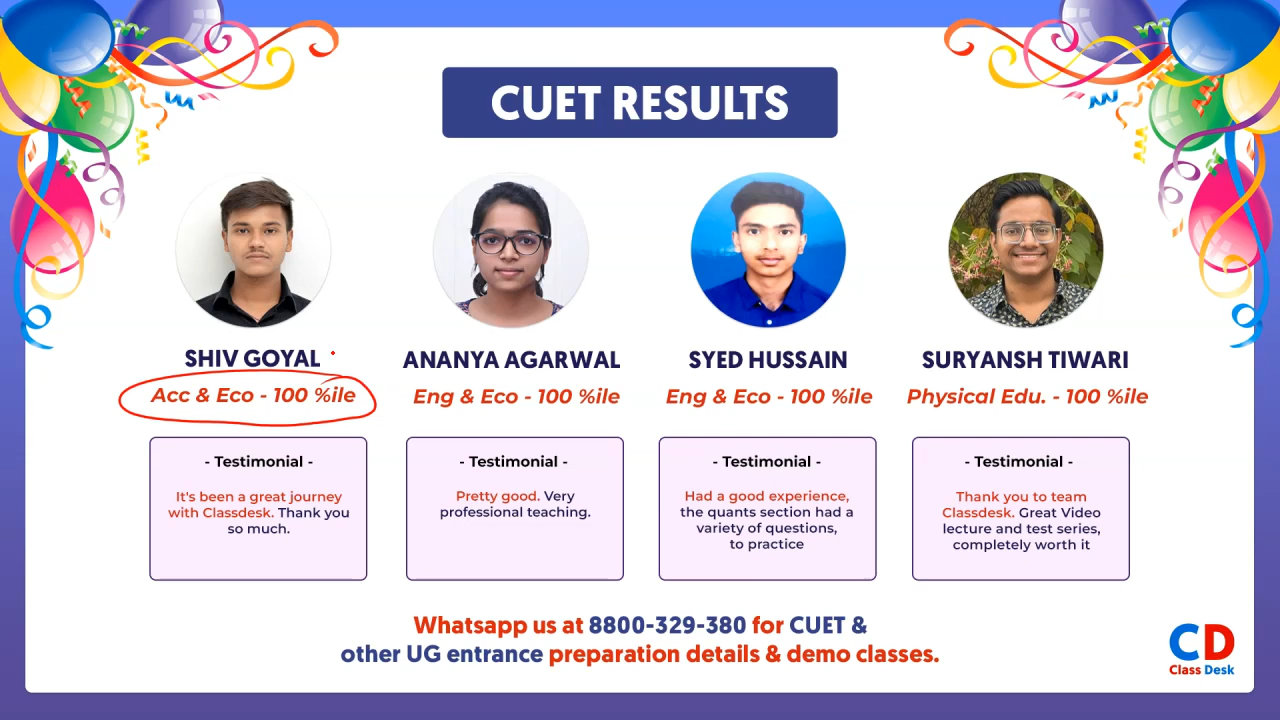 CUET RESULTS
SHIV GOYAL
Acc & Eco - 100 %ile
- Testimonial -
It's been a great journey
with Classdesk. Thank you
so much.
ANANYA AGARWAL
Eng & Eco - 100 %ile
- Testimonial -
Pretty good. Very
professional teaching.
SYED HUSSAIN
Eng & Eco - 100 %ile
- Testimonial -
Had a good experience,
the quants section had a
variety of questions,
to practice
SURYANSH TIWARI
Physical Edu. - 100 %ile
- Testimonial -
Thank you to team
Classdesk. Great Video
lecture and test series,
completely worth it
Whatsapp us at 8800-329-380 for CUET &
other UG entrance preparation details & demo classes.
CD
Class Desk